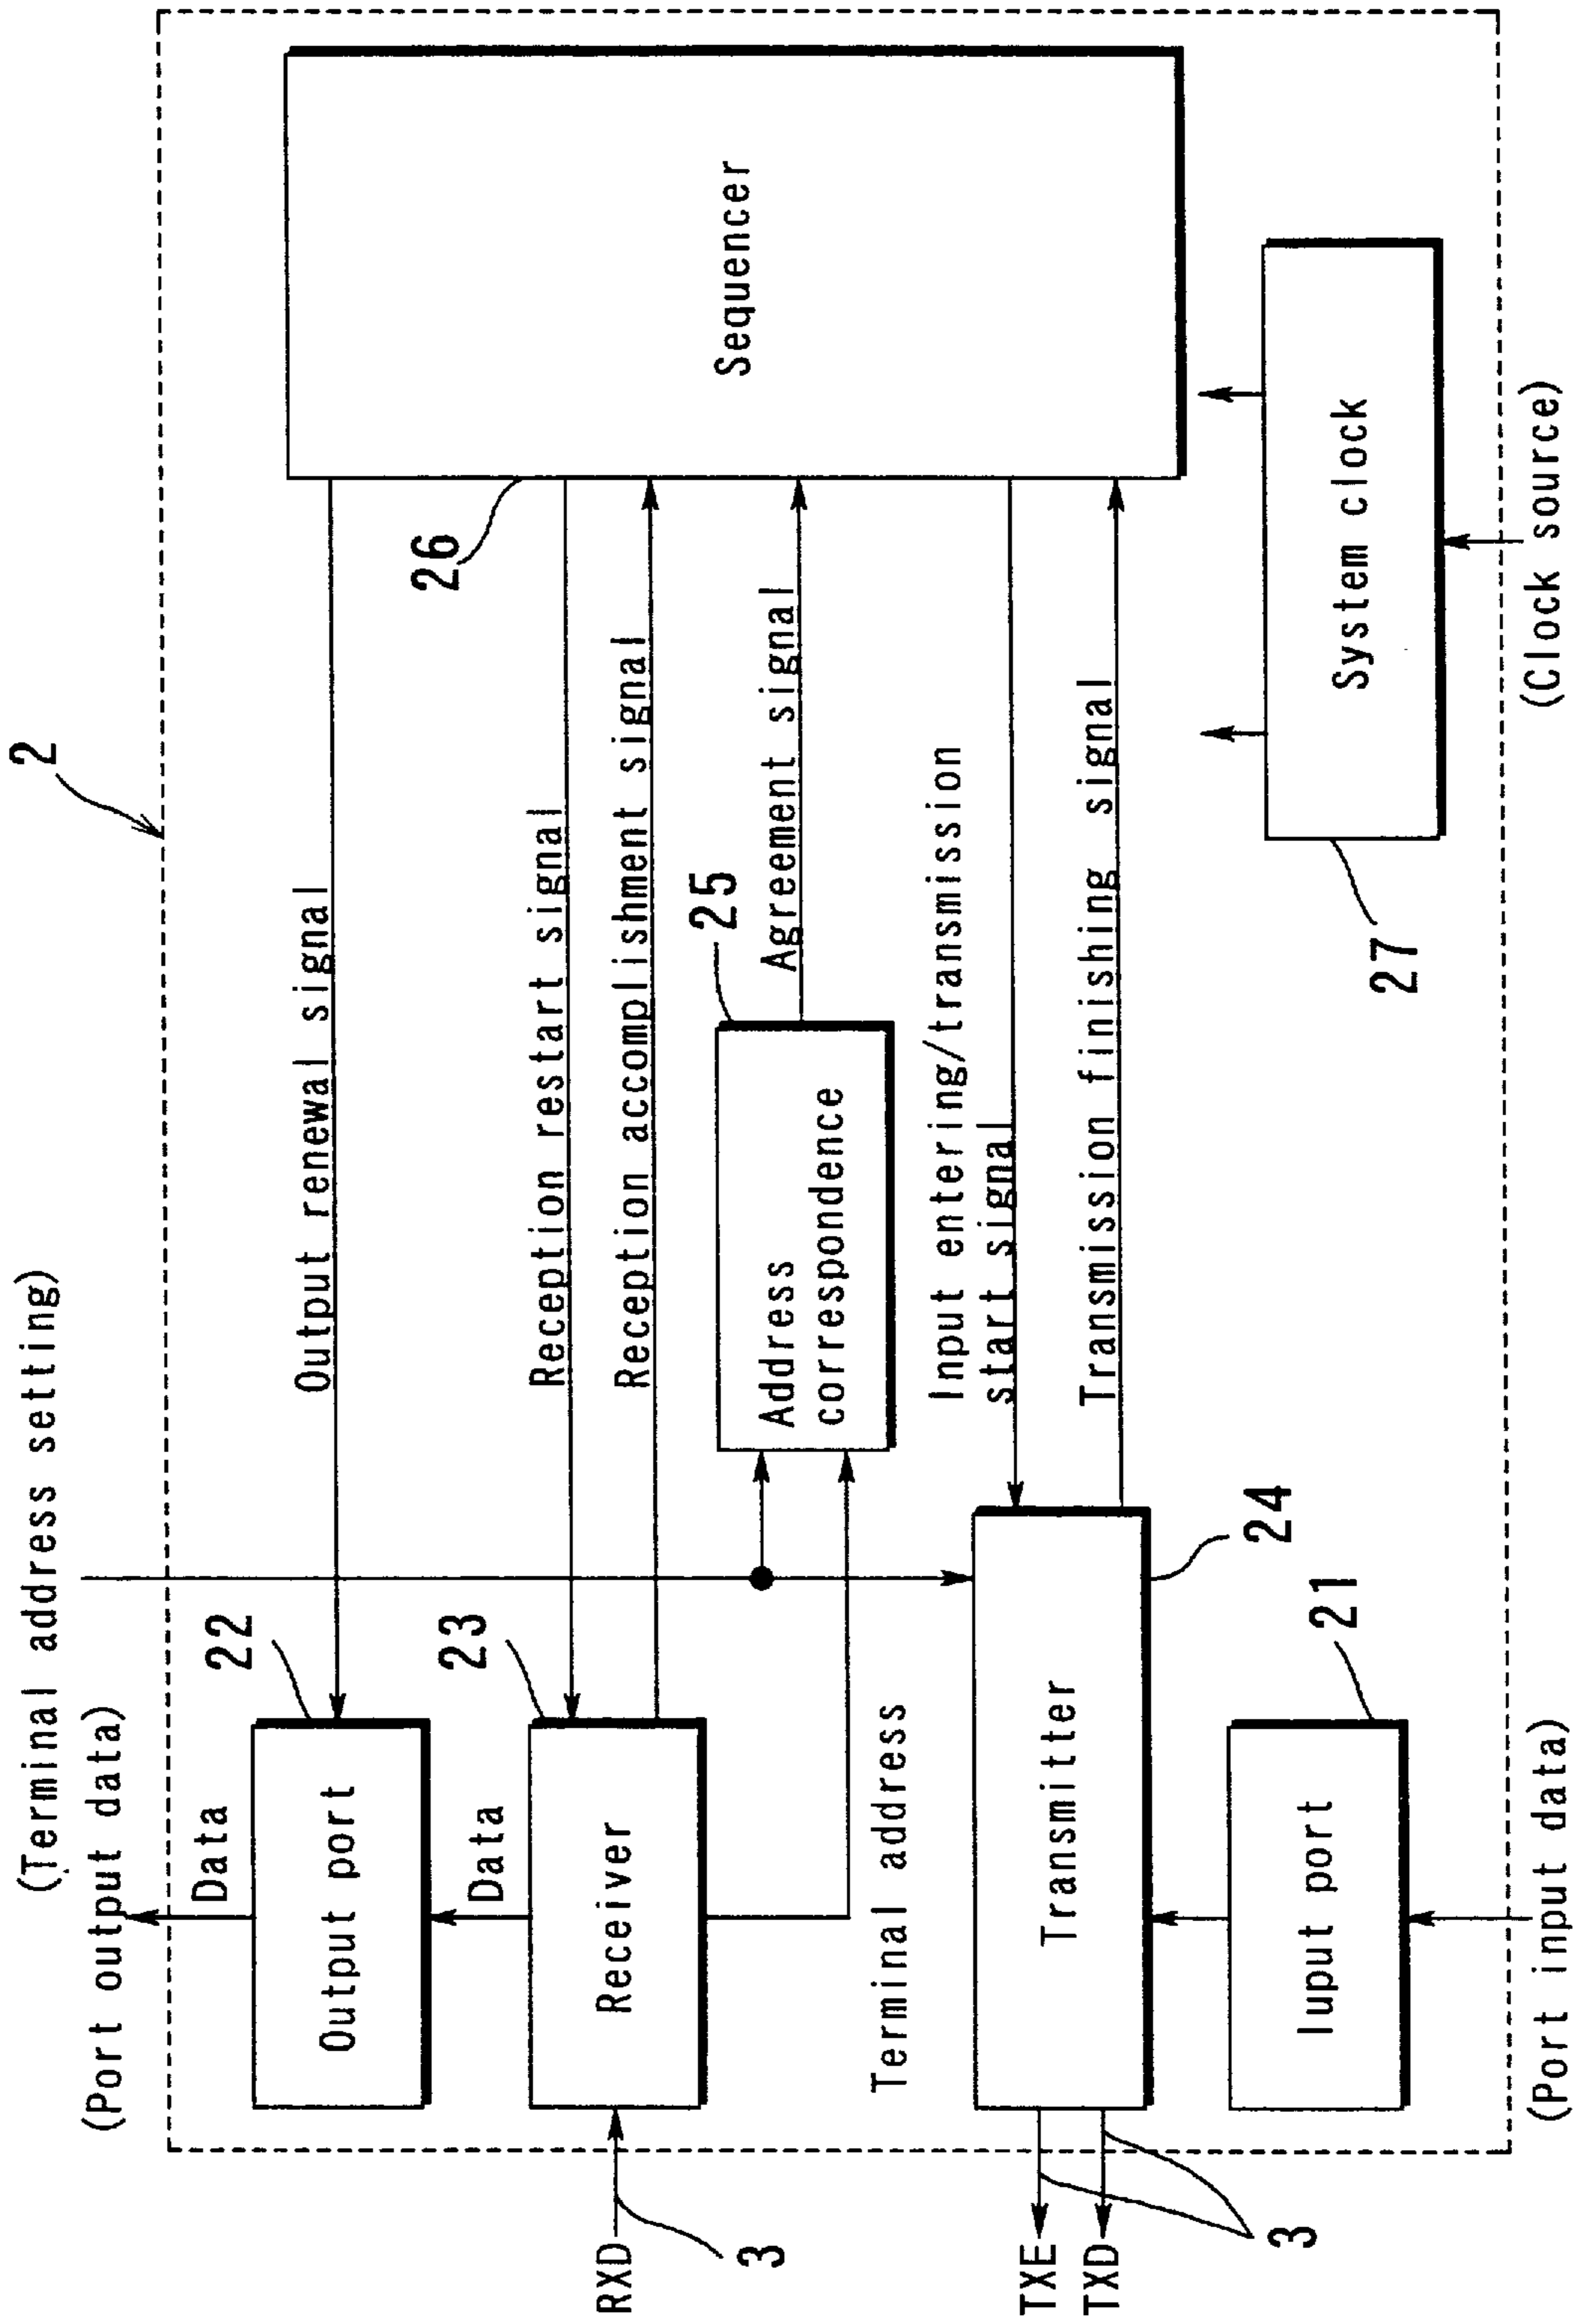 (Terminal address setting)
(Port output data)
2
Data
22
Output port
Output renewal signal
Data
23
Receiver
RXD
3
Reception restart signal
Reception accomplishment signal
26
Sequencer
25
Address
correspondence
Agreement signal
Terminal address
Input entering/transmission
start signal
Transmission finishing signal
Transmitter
24
TXE
TXD
3
Iuput port
21
(Port input data)
System clock
27
(Clock source)